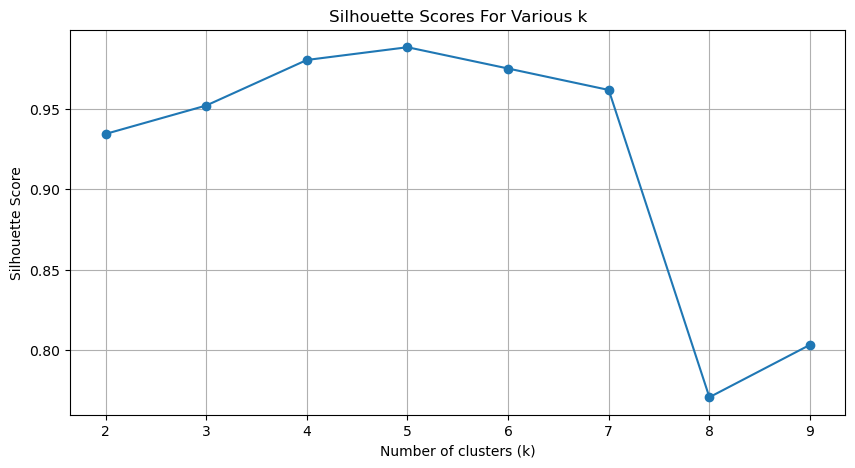 Silhouette Scores For Various k
Silhouette Score
0.95
0.90
0.85
0.80
2 3 4 5 6 7 8 9
Number of clusters (k)